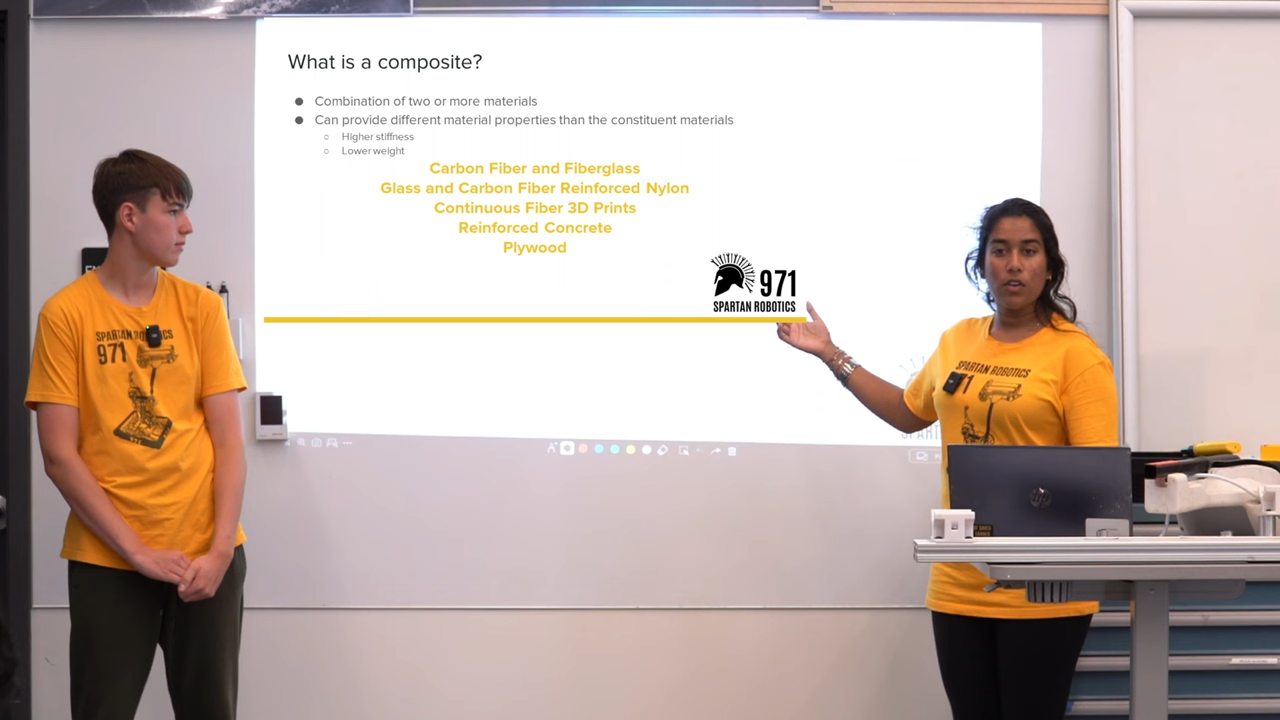 What is a composite?
● Combination of two or more materials
● Can provide different material properties than the constituent materials
○ Higher stiffness
○ Lower weight
Carbon Fiber and Fiberglass
Glass and Carbon Fiber Reinforced Nylon
Continuous Fiber 3D Prints
Reinforced Concrete
Plywood
971
SPARTAN ROBOTICS
SPARTAN ROBOTICS
971
SPARTAN ROBOTICS
71
hp